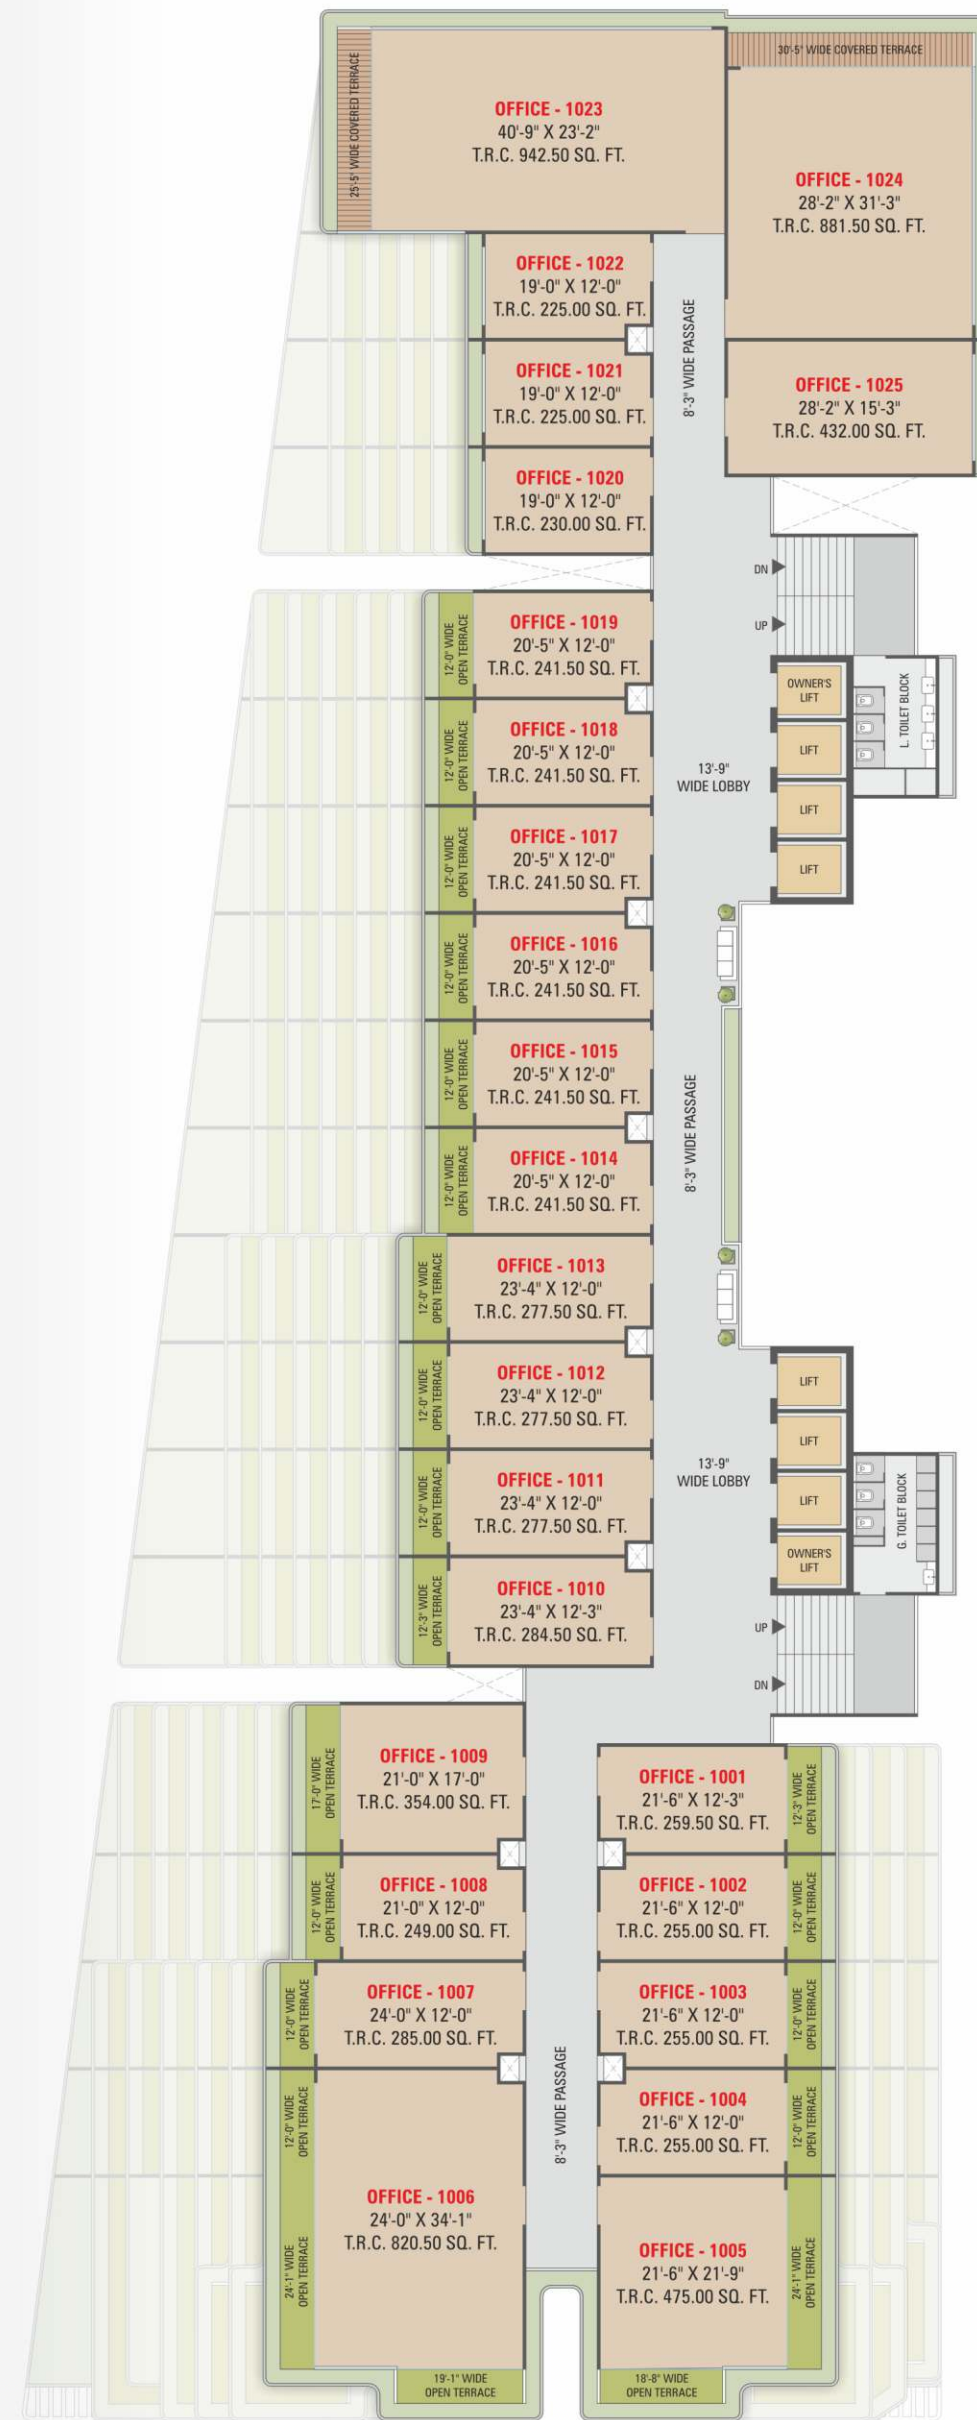 30'-5" WIDE COVERED TERRACE
25'-5" WIDE COVERED TERRACE
OFFICE - 1023
40'-9" X 23'-2"
T.R.C. 942.50 SQ. FT.
OFFICE - 1024
28'-2" X 31'-3"
T.R.C. 881.50 SQ. FT.
OFFICE - 1022
19'-0" X 12'-0"
T.R.C. 225.00 SQ. FT.
8'-3" WIDE PASSAGE
OFFICE - 1021
19'-0" X 12'-0"
T.R.C. 225.00 SQ. FT.
OFFICE - 1025
28'-2" X 15'-3"
T.R.C. 432.00 SQ. FT.
OFFICE - 1020
19'-0" X 12'-0"
T.R.C. 230.00 SQ. FT.
DN
UP
12'-0" WIDE
OPEN TERRACE
OFFICE - 1019
20'-5" X 12'-0"
T.R.C. 241.50 SQ. FT.
OWNER'S
LIFT
L. TOILET BLOCK
12'-0" WIDE
OPEN TERRACE
OFFICE - 1018
20'-5" X 12'-0"
T.R.C. 241.50 SQ. FT.
13'-9"
WIDE LOBBY
LIFT
LIFT
LIFT
12'-0" WIDE
OPEN TERRACE
OFFICE - 1017
20'-5" X 12'-0"
T.R.C. 241.50 SQ. FT.
12'-0" WIDE
OPEN TERRACE
OFFICE - 1016
20'-5" X 12'-0"
T.R.C. 241.50 SQ. FT.
12'-0" WIDE
OPEN TERRACE
OFFICE - 1015
20'-5" X 12'-0"
T.R.C. 241.50 SQ. FT.
8'-3" WIDE PASSAGE
12'-0" WIDE
OPEN TERRACE
OFFICE - 1014
20'-5" X 12'-0"
T.R.C. 241.50 SQ. FT.
12'-0" WIDE
OPEN TERRACE
OFFICE - 1013
23'-4" X 12'-0"
T.R.C. 277.50 SQ. FT.
12'-0" WIDE
OPEN TERRACE
OFFICE - 1012
23'-4" X 12'-0"
T.R.C. 277.50 SQ. FT.
LIFT
LIFT
LIFT
OWNER'S
LIFT
13'-9"
WIDE LOBBY
G. TOILET BLOCK
12'-0" WIDE
OPEN TERRACE
OFFICE - 1011
23'-4" X 12'-0"
T.R.C. 277.50 SQ. FT.
12'-3" WIDE
OPEN TERRACE
OFFICE - 1010
23'-4" X 12'-3"
T.R.C. 284.50 SQ. FT.
UP
DN
17'-0" WIDE
OPEN TERRACE
OFFICE - 1009
21'-0" X 17'-0"
T.R.C. 354.00 SQ. FT.
OFFICE - 1001
21'-6" X 12'-3"
T.R.C. 259.50 SQ. FT.
12'-3" WIDE
OPEN TERRACE
12'-0" WIDE
OPEN TERRACE
OFFICE - 1008
21'-0" X 12'-0"
T.R.C. 249.00 SQ. FT.
OFFICE - 1002
21'-6" X 12'-0"
T.R.C. 255.00 SQ. FT.
12'-0" WIDE
OPEN TERRACE
12'-0" WIDE
OPEN TERRACE
OFFICE - 1007
24'-0" X 12'-0"
T.R.C. 285.00 SQ. FT.
OFFICE - 1003
21'-6" X 12'-0"
T.R.C. 255.00 SQ. FT.
12'-0" WIDE
OPEN TERRACE
8'-3" WIDE PASSAGE
12'-0" WIDE
OPEN TERRACE
OFFICE - 1004
21'-6" X 12'-0"
T.R.C. 255.00 SQ. FT.
12'-0" WIDE
OPEN TERRACE
OFFICE - 1006
24'-0" X 34'-1"
T.R.C. 820.50 SQ. FT.
24'-1" WIDE
OPEN TERRACE
OFFICE - 1005
21'-6" X 21'-9"
T.R.C. 475.00 SQ. FT.
24'-1" WIDE
OPEN TERRACE
19'-1" WIDE
OPEN TERRACE
18'-8" WIDE
OPEN TERRACE